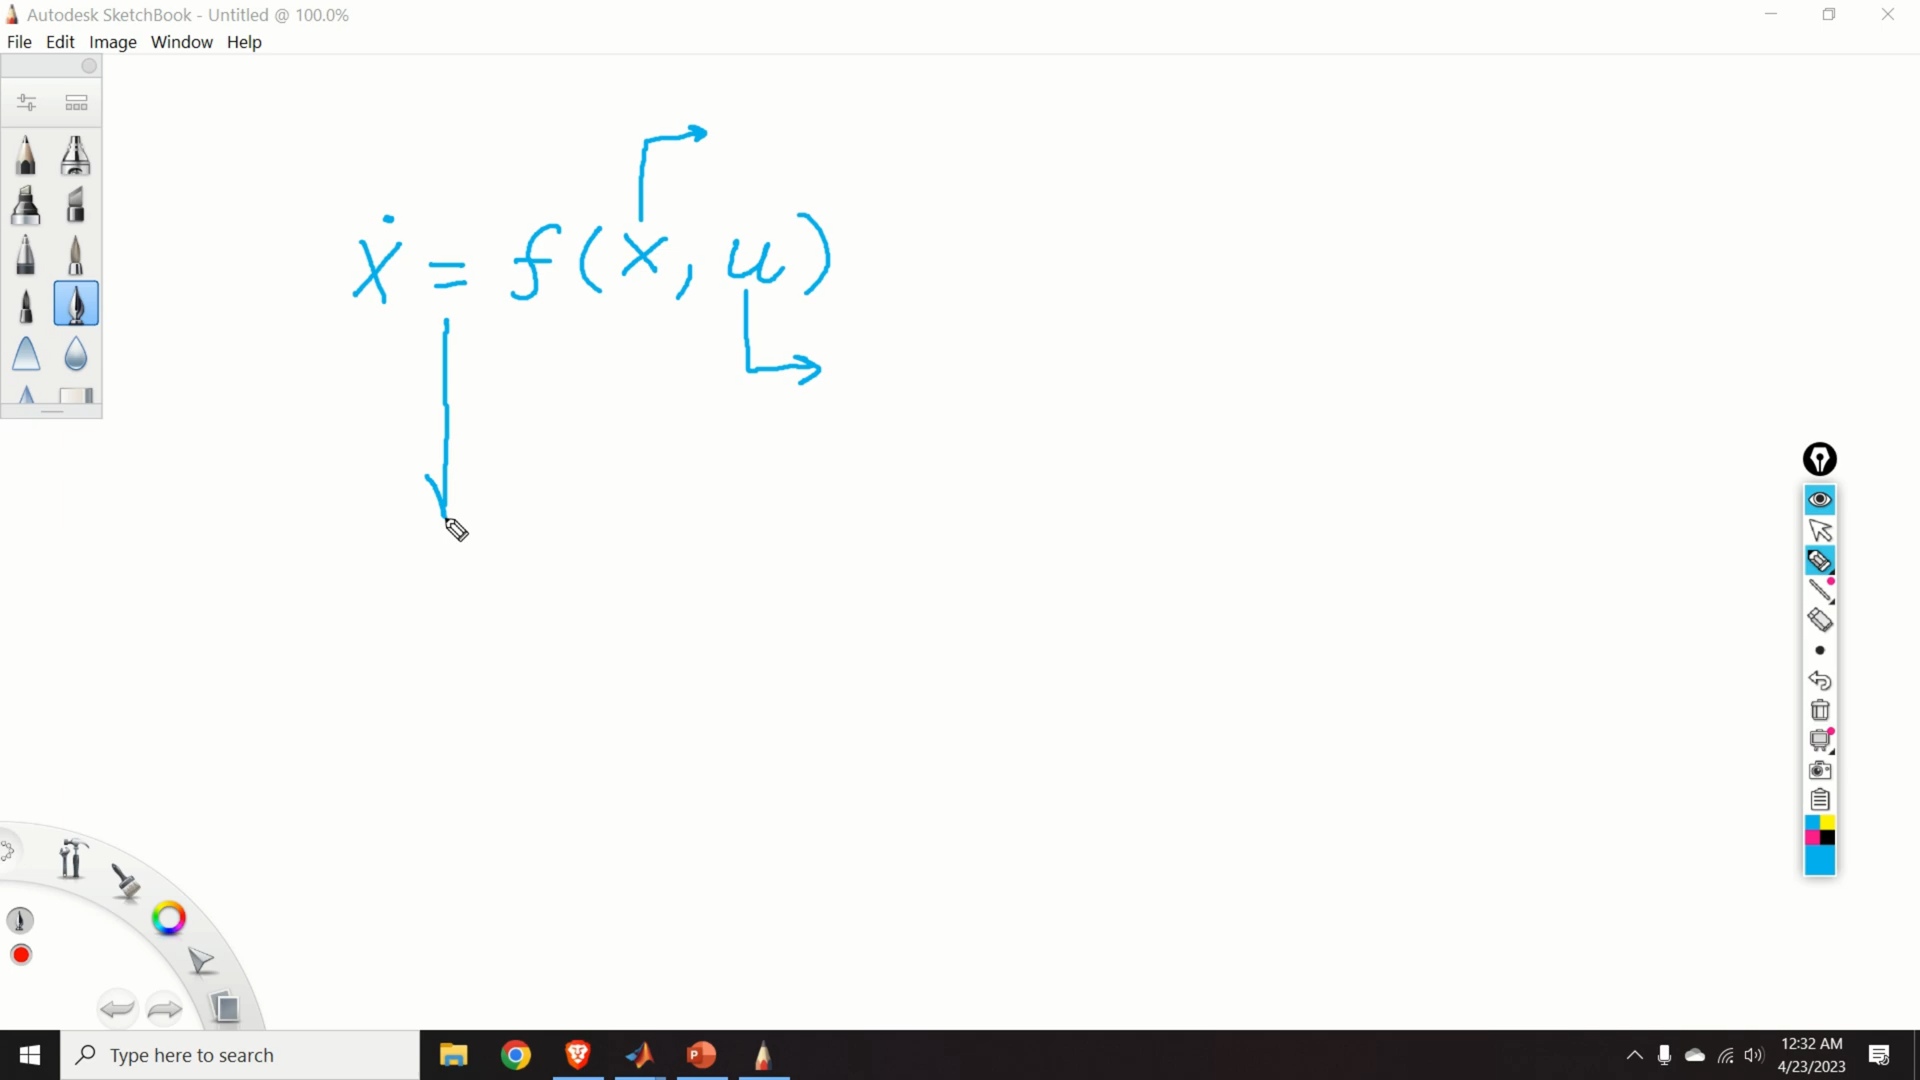 Autodesk SketchBook - Untitled @ 100.0%
File Edit Image Window Help
ẋ = f(x, u)
Type here to search
P
12:32 AM
4/23/2023